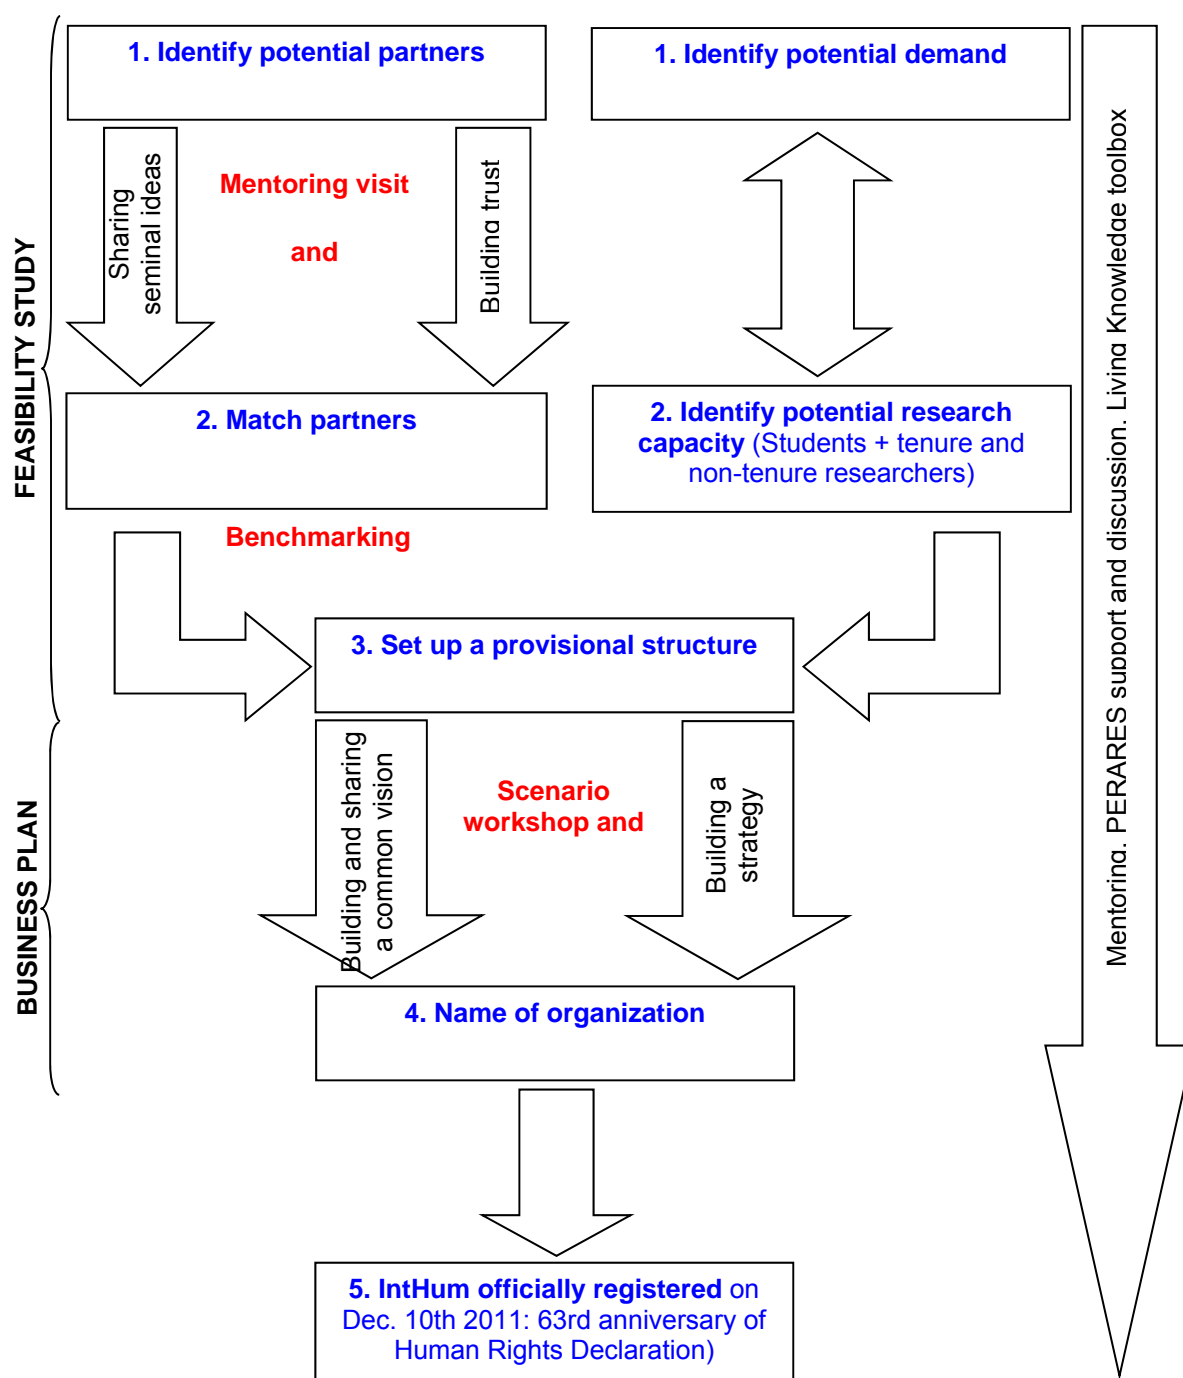 1. Identify potential partners
1. Identify potential demand
Sharing
seminal ideas
Mentoring visit
and
Building trust
FEASIBILITY STUDY
2. Match partners
2. Identify potential research
capacity (Students + tenure and
non-tenure researchers)
Mentoring. PERARES support and discussion. Living Knowledge toolbox
Benchmarking
3. Set up a provisional structure
Building and sharing
a common vision
Scenario
workshop and
Building a
strategy
BUSINESS PLAN
4. Name of organization
5. IntHum officially registered on
Dec. 10th 2011: 63rd anniversary of
Human Rights Declaration)